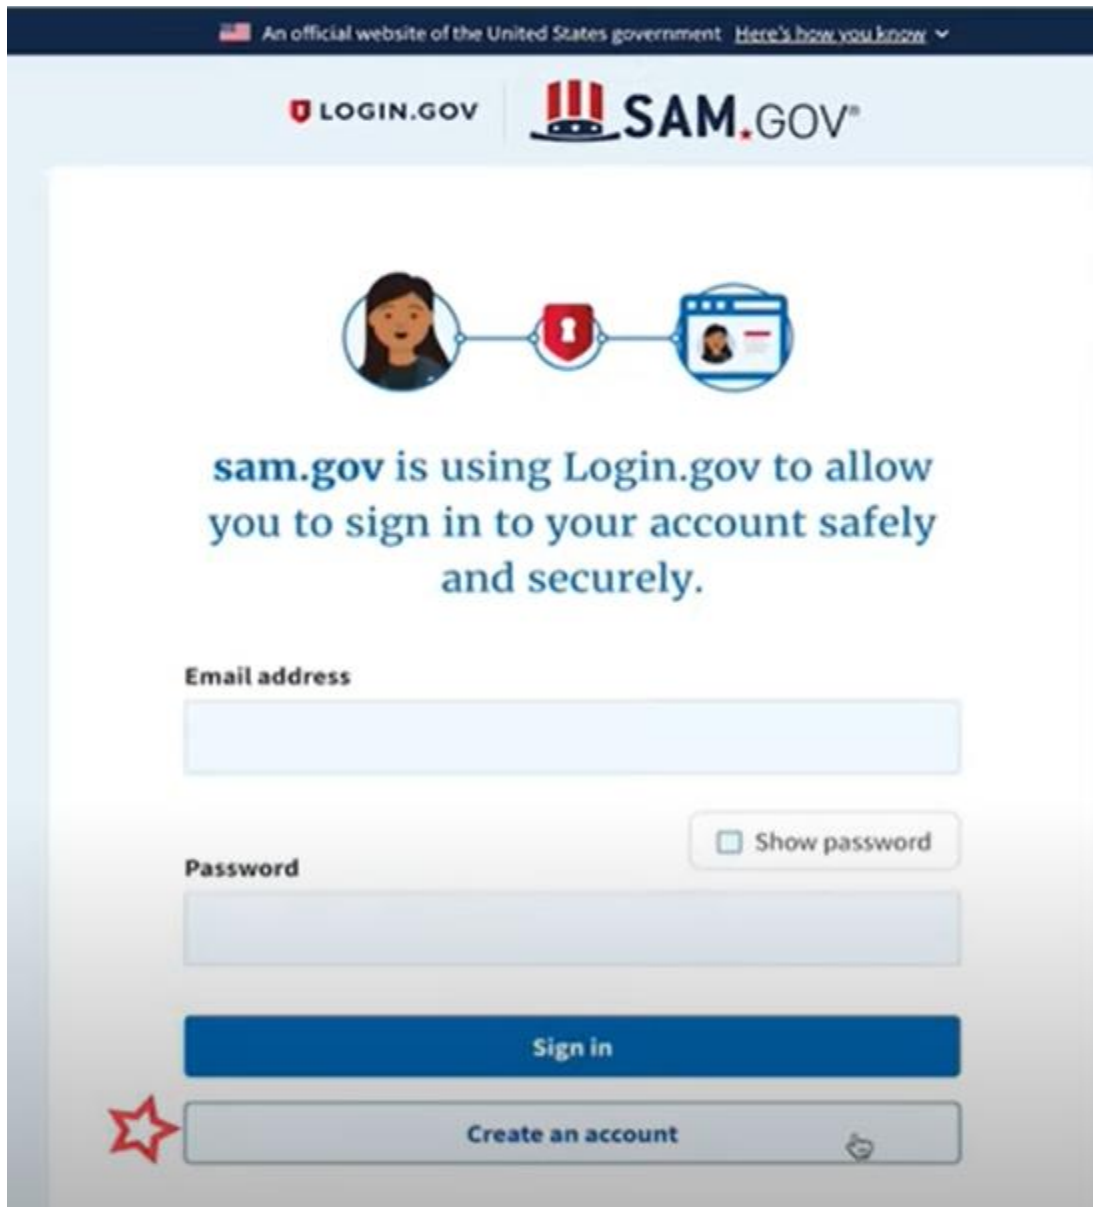 An official website of the United States government Here's how you know
LOGIN.GOV SAM.GOV®
sam.gov is using Login.gov to allow
you to sign in to your account safely
and securely.
Email address
Show password
Password
Sign in
Create an account